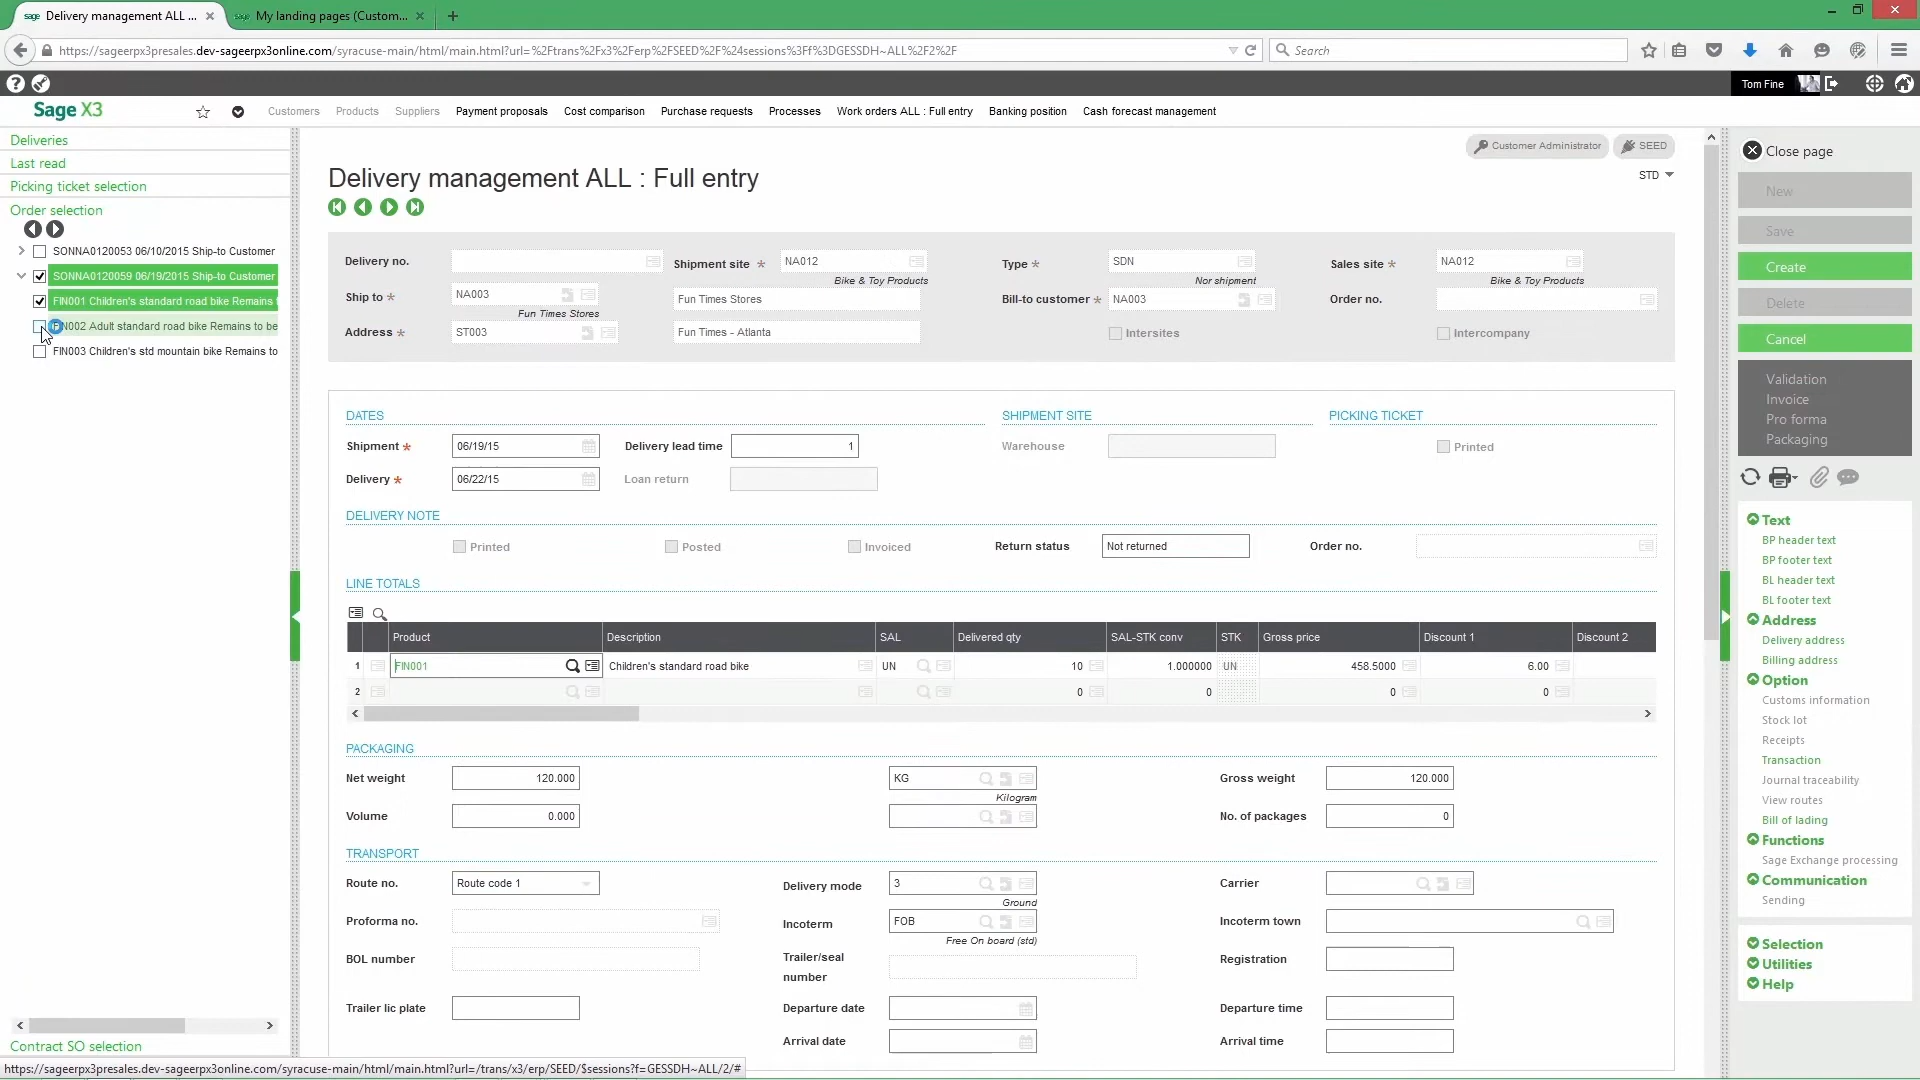 sage Delivery management ALL ... ×
sage My landing pages (Custom... ×
https://sageerpx3presales.dev-sageerpx3online.com/syracuse-main/html/main.html?url=%2Ftrans%2Fx3%2Ferp%2FSEED%2F%24sessions%3Ff%3DGESSDH~ALL%2F2%2F
Search
Tom Fine
Sage X3
Customers Products Suppliers Payment proposals Cost comparison Purchase requests Processes Work orders ALL : Full entry Banking position Cash forecast management
Deliveries
Last read
Picking ticket selection
Order selection
SONNA0120053 06/10/2015 Ship-to Customer
SONNA0120059 06/19/2015 Ship-to Customer
FIN001 Children's standard road bike Remains t
FIN002 Adult standard road bike Remains to be
FIN003 Children's std mountain bike Remains to
Contract SO selection
Customer Administrator SEED
Delivery management ALL : Full entry
STD
Delivery no. Shipment site * NA012 Type * SDN Sales site * NA012
Bike & Toy Products Nor shipment Bike & Toy Products
Ship to * NA003 Fun Times Stores Bill-to customer * NA003 Order no.
Fun Times Stores
Address * ST003 Fun Times - Atlanta Intersites Intercompany
DATES SHIPMENT SITE PICKING TICKET
Shipment * 06/19/15 Delivery lead time 1 Warehouse Printed
Delivery * 06/22/15 Loan return
DELIVERY NOTE
Printed Posted Invoiced Return status Not returned Order no.
LINE TOTALS
Product Description SAL Delivered qty SAL-STK conv STK Gross price Discount 1 Discount 2
1 FIN001 Children's standard road bike UN 10 1.000000 UN 458.5000 6.00
2 0 0 0 0
PACKAGING
Net weight 120.000 KG Gross weight 120.000
Kilogram
Volume 0.000 No. of packages 0
TRANSPORT
Route no. Route code 1 Delivery mode 3 Carrier
Ground
Proforma no. Incoterm FOB Incoterm town
Free On board (std)
BOL number Trailer/seal number Registration
Trailer lic plate Departure date Departure time
Arrival date Arrival time
Close page
New
Save
Create
Delete
Cancel
Validation
Invoice
Pro forma
Packaging
Text
BP header text
BP footer text
BL header text
BL footer text
Address
Delivery address
Billing address
Option
Customs information
Stock lot
Receipts
Transaction
Journal traceability
View routes
Bill of lading
Functions
Sage Exchange processing
Communication
Sending
Selection
Utilities
Help
https://sageerpx3presales.dev-sageerpx3online.com/syracuse-main/html/main.html?url=/trans/x3/erp/SEED/$sessions?f=GESSDH~ALL/2/#